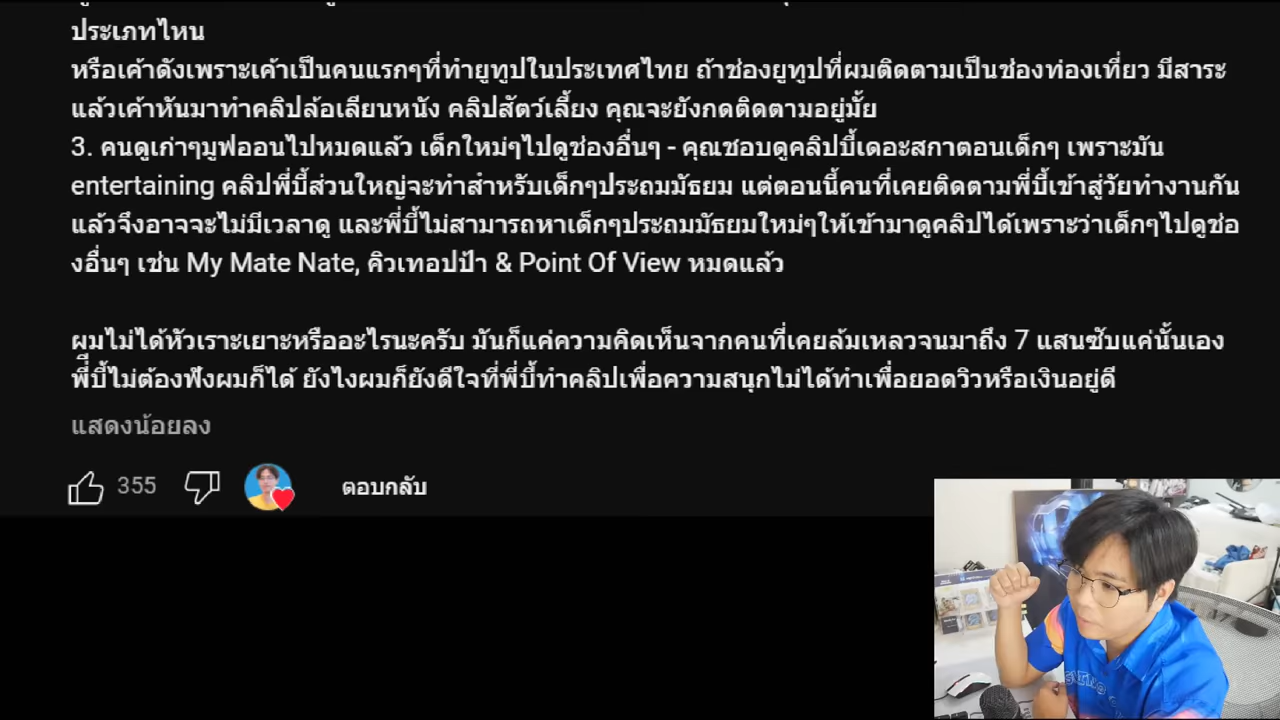 ประเภทไหน
หรือเค้าดังเพราะเค้าเป็นคนแรกๆที่ทำยูทูปในประเทศไทย ถ้าช่องยูทูปที่ผมติดตามเป็นช่องท่องเที่ยว มีสาระ
แล้วเค้าหันมาทำคลิปล้อเลียนหนัง คลิปสัตว์เลี้ยง คุณจะยังกดติดตามอยู่มั้ย
3. คนดูเก่าๆมูฟออนไปหมดแล้ว เด็กใหม่ๆไปดูช่องอื่นๆ - คุณชอบดูคลิปบี้เดอะสกาตอนเด็กๆ เพราะมัน
entertaining คลิปพี่บี้ส่วนใหญ่จะทำสำหรับเด็กๆประถมมัธยม แต่ตอนนี้คนที่เคยติดตามพี่บี้เข้าสู่วัยทำงานกัน
แล้วจึงอาจจะไม่มีเวลาดู และพี่บี้ไม่สามารถหาเด็กๆประถมมัธยมใหม่ๆให้เข้ามาดูคลิปได้เพราะว่าเด็กๆไปดูช่อ
งอื่นๆ เช่น My Mate Nate, คิวเทอปป้า & Point Of View หมดแล้ว
ผมไม่ได้หัวเราะเยาะหรืออะไรนะครับ มันก็แค่ความคิดเห็นจากคนที่เคยล้มเหลวจนมาถึง 7 แสนซับแค่นั้นเอง
พี่บี้ไม่ต้องฟังผมก็ได้ ยังไงผมก็ยังดีใจที่พี่บี้ทำคลิปเพื่อความสนุกไม่ได้ทำเพื่อยอดวิวหรือเงินอยู่ดี
แสดงน้อยลง
355
ตอบกลับ